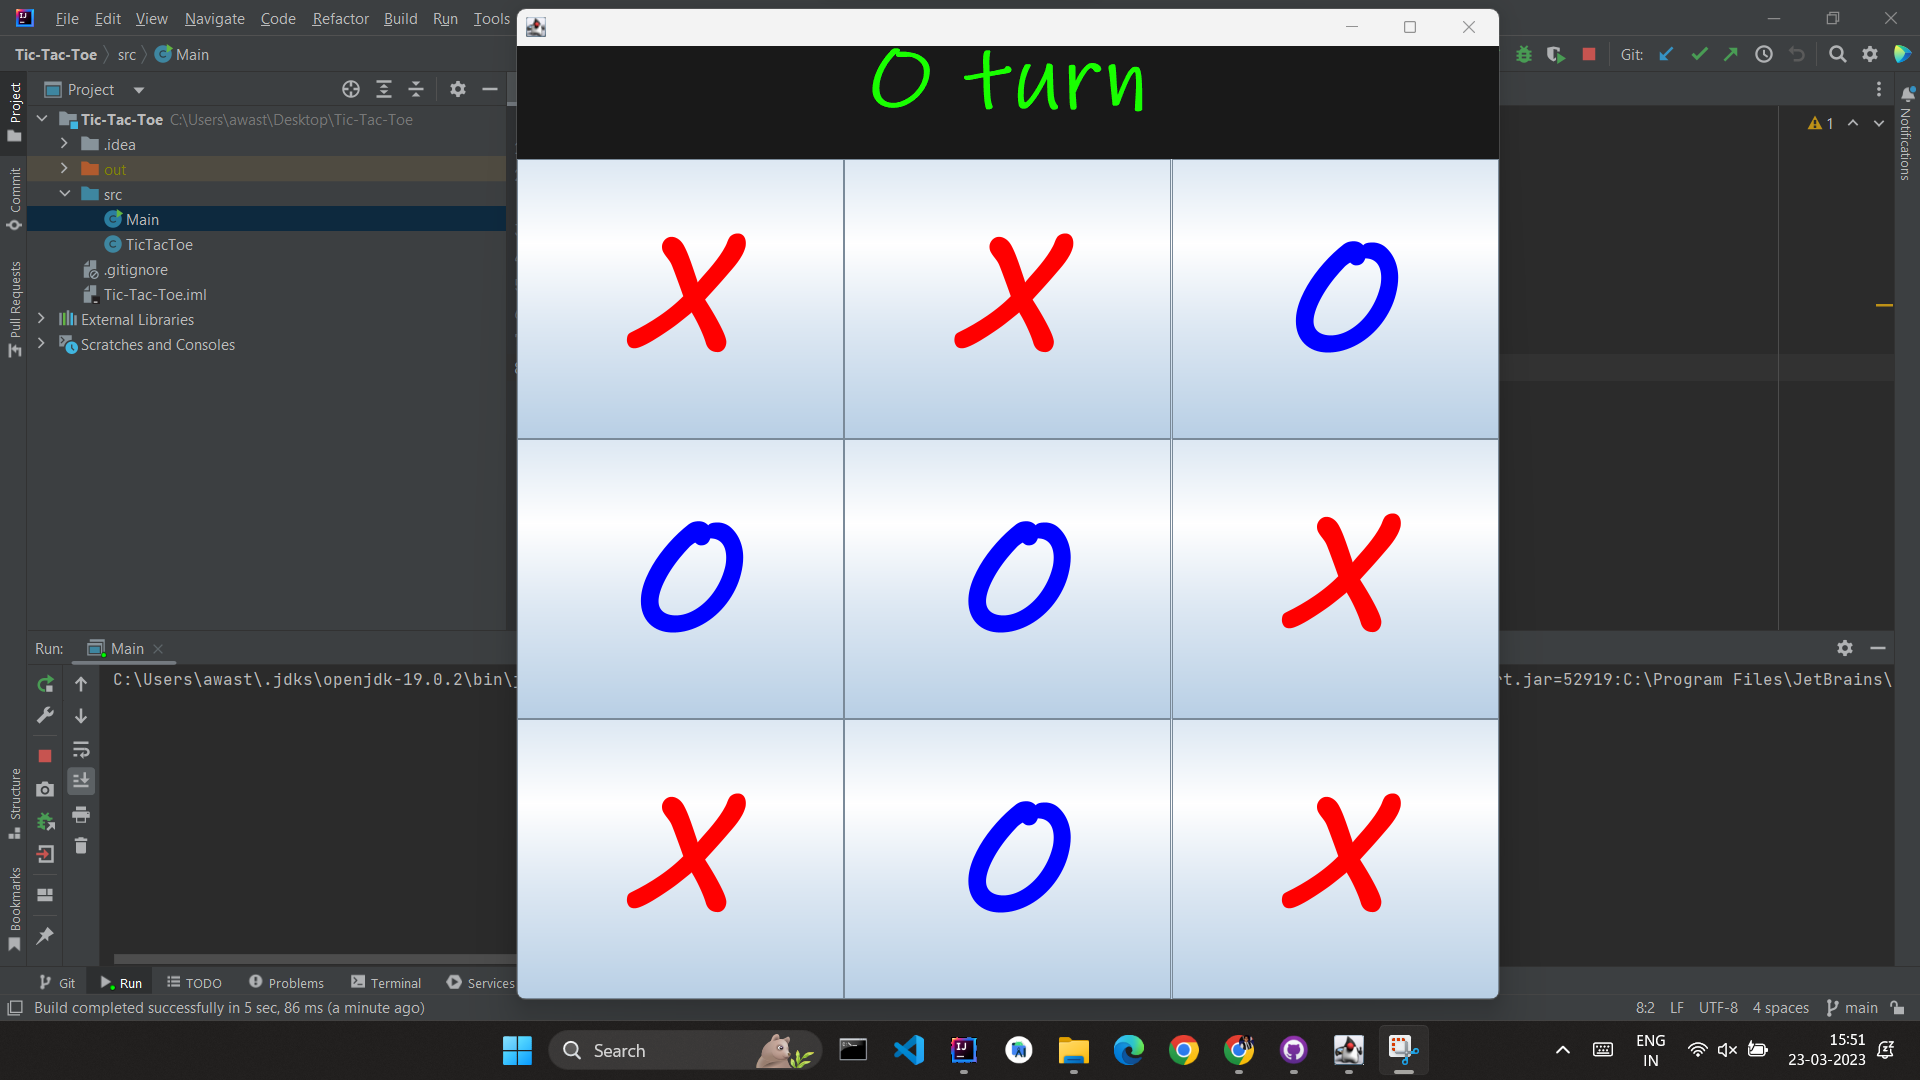 File Edit View Navigate Code Refactor Build Run Tools
Tic-Tac-Toe src Main
Git:
Project
O turn
Project
Tic-Tac-Toe C:\Users\awast\Desktop\Tic-Tac-Toe
.idea
out
src
Main
TicTacToe
.gitignore
Tic-Tac-Toe.iml
External Libraries
Scratches and Consoles
Commit
Pull Requests
1
Notifications
X X O
O O X
X O X
Run: Main
C:\Users\awast\.jdks\openjdk-19.0.2\bin\
t.jar=52919:C:\Program Files\JetBrains\
Structure
Bookmarks
Git Run TODO Problems Terminal Services
Build completed successfully in 5 sec, 86 ms (a minute ago)
8:2 LF UTF-8 4 spaces main
Search
ENG
IN
15:51
23-03-2023